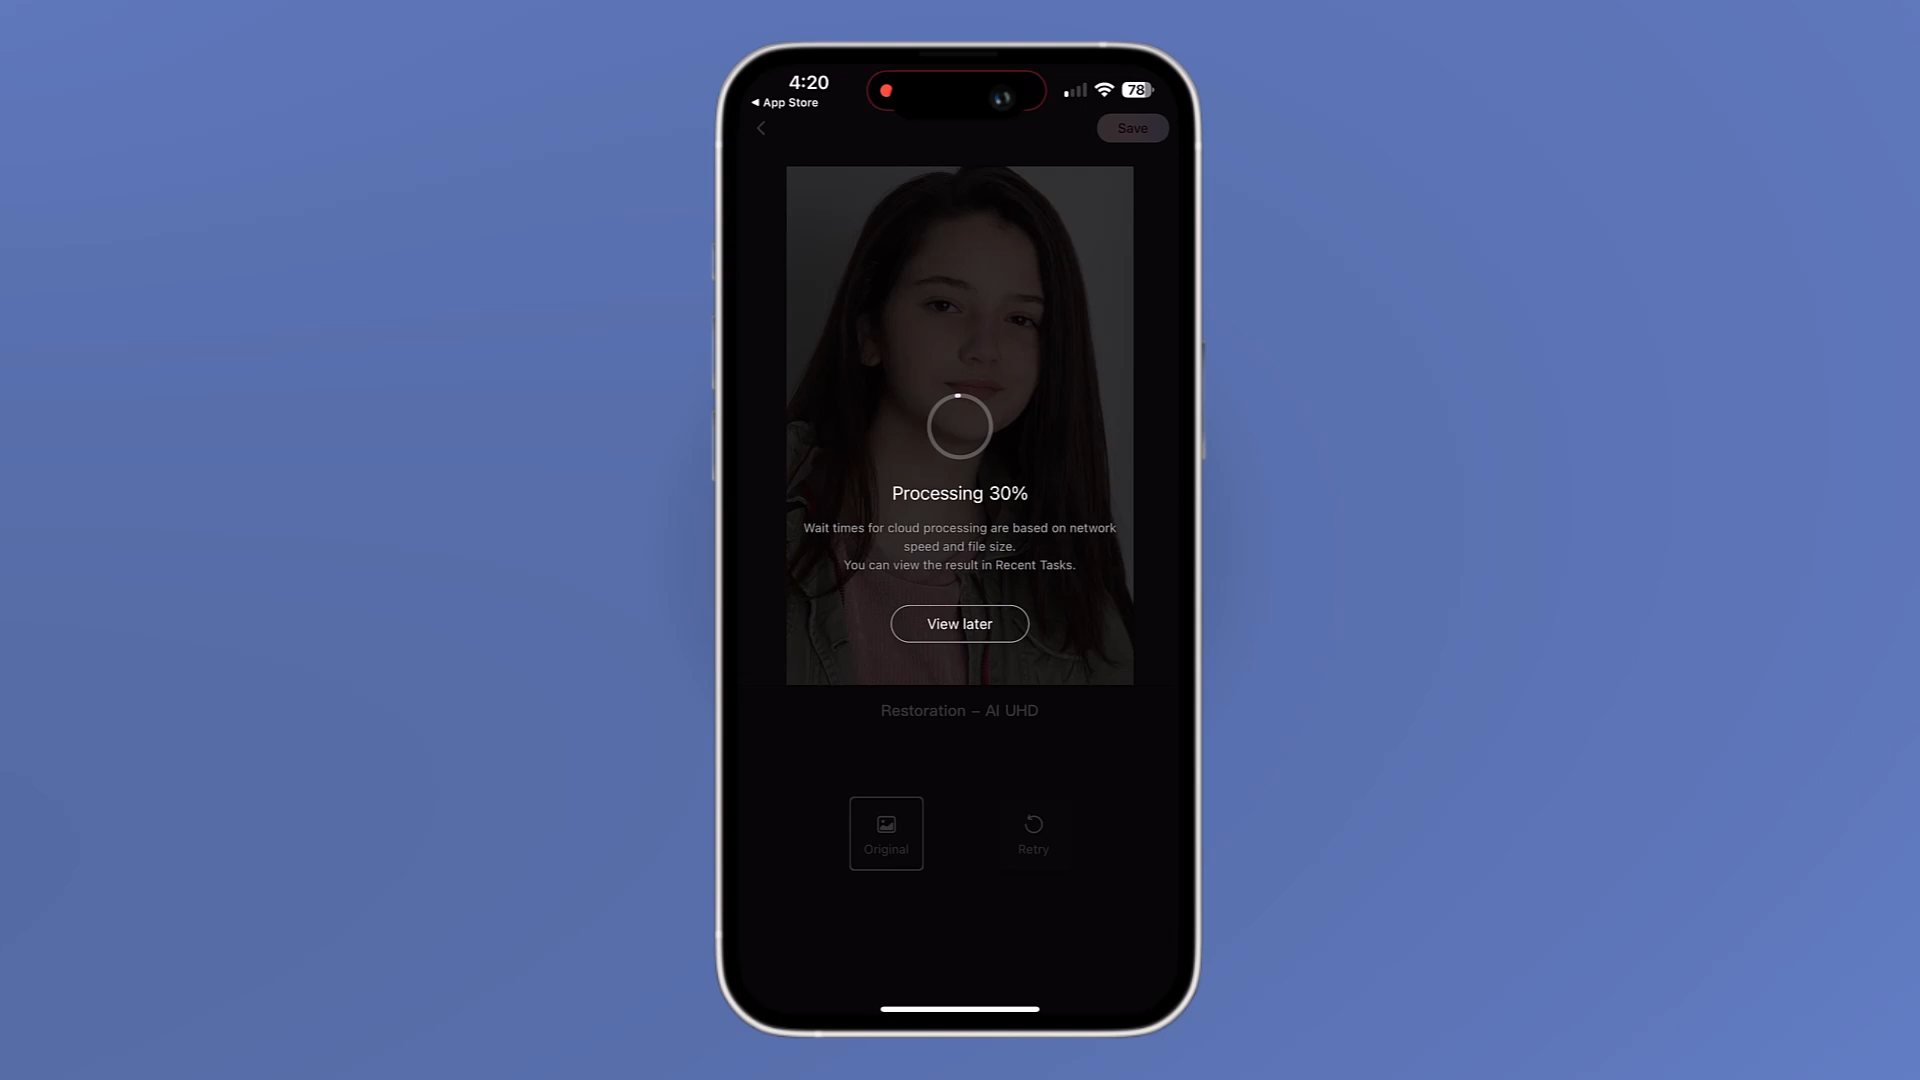 4:20
78
◀ App Store
Save
Processing 30%
Wait times for cloud processing are based on network
speed and file size.
You can view the result in Recent Tasks.
View later
Restoration – AI UHD
Original
Retry